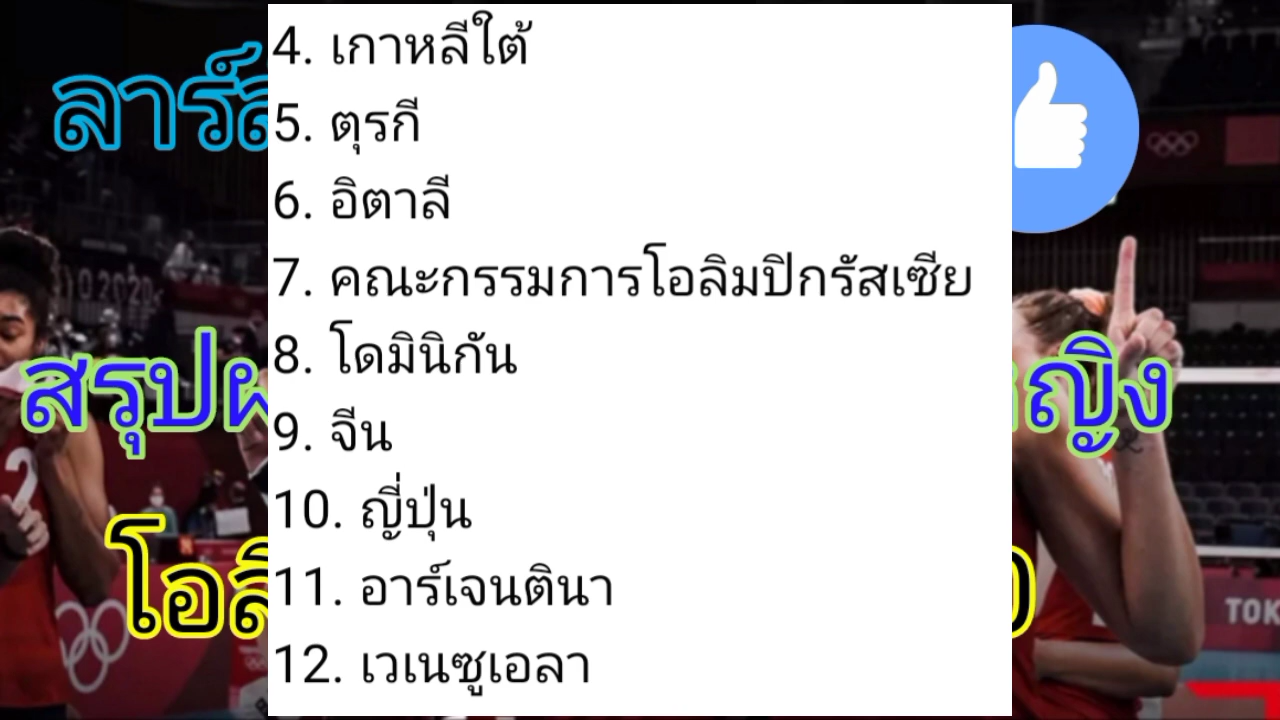 4. เกาหลีใต้
5. ตุรกี
6. อิตาลี
7. คณะกรรมการโอลิมปิกรัสเซีย
8. โดมินิกัน
9. จีน
10. ญี่ปุ่น
11. อาร์เจนตินา
12. เวเนซูเอลา